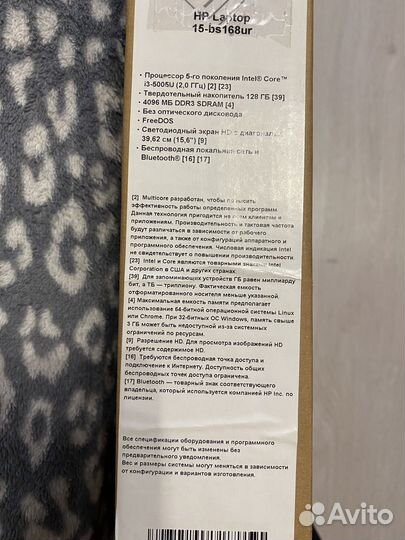 HP Laptop
15-bs168ur
• Процессор 5-го поколения Intel® Core™
i3-5005U (2,0 ГГц) [2] [23]
• Твердотельный накопитель 128 ГБ [39]
• 4096 МБ DDR3 SDRAM [4]
• Без оптического дисковода
• FreeDOS
• Светодиодный экран HD с диагональю
39,62 см (15,6") [9]
• Беспроводная локальная сеть и
Bluetooth® [16] [17]
[2] Multicore разработан, чтобы повысить
эффективность работы определенных программ.
Данная технология пригодится не всем клиентам и
приложениям. Производительность и тактовая частота
будут различаться в зависимости от рабочего
приложения, а также от конфигураций аппаратного и
программного обеспечения. Числовая индикация Intel
не свидетельствует о повышении производительности.
[23] Intel и Core являются товарными знаками Intel
Corporation в США и других странах.
[39] Для запоминающих устройств ГБ равен миллиарду
бит, а ТБ — триллиону. Фактическая емкость
отформатированного носителя меньше указанной.
[4] Максимальная емкость памяти предполагает
использование 64-битной операционной системы Linux
или Chrome. При 32-битных ОС Windows, память свыше
3 ГБ может быть недоступной из-за системных
ограничений по ресурсам.
[9] Разрешение HD. Для просмотра изображений HD
требуется содержимое HD.
[16] Требуются беспроводная точка доступа и
подключение к Интернету. Доступность общих
беспроводных точек доступа ограничена.
[17] Bluetooth — товарный знак соответствующего
владельца, который используется компанией HP Inc. по
лицензии.
Все спецификации оборудования и программного
обеспечения могут быть изменены без
предварительного уведомления.
Вес и размеры системы могут меняться в зависимости
от конфигурации и вариантов изготовления.
Avito